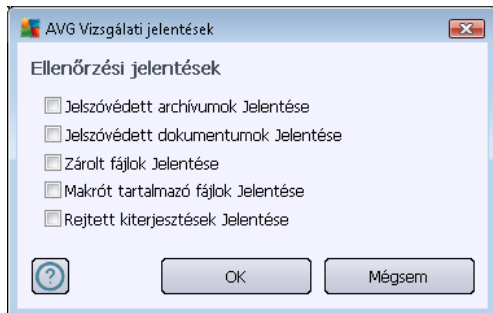 AVG Vizsgálati jelentések
Ellenőrzési jelentések
Jelszóvédett archívumok Jelentése
Jelszóvédett dokumentumok Jelentése
Zárolt fájlok Jelentése
Makrót tartalmazó fájlok Jelentése
Rejtett kiterjesztések Jelentése
? OK Mégsem